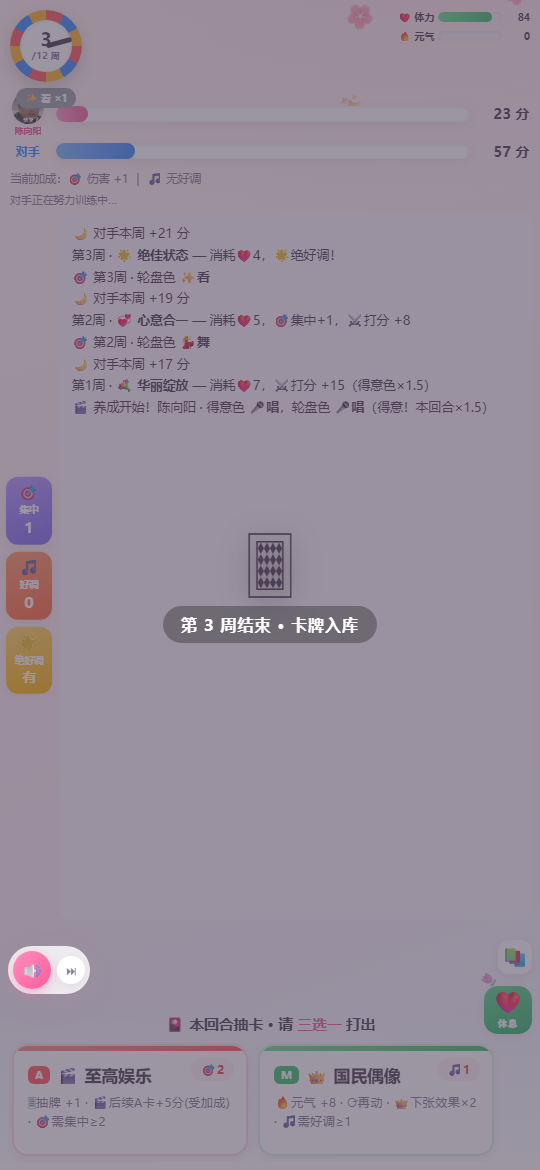 3
/12 周
体力 84
元气 0
看 ×1
陈向阳
23 分
对手
57 分
当前加成: 伤害 +1 | 无好调
对手正在努力训练中...
对手本周 +21 分
第3周 · 绝佳状态 — 消耗 4, 绝好调!
第3周 · 轮盘色 看
对手本周 +19 分
第2周 · 心意合一 — 消耗 5, 集中+1, 打分 +8
第2周 · 轮盘色 舞
对手本周 +17 分
第1周 · 华丽绽放 — 消耗 7, 打分 +15 (得意色×1.5)
养成开始! 陈向阳 · 得意色 唱, 轮盘色 唱 (得意! 本回合×1.5)
集中
1
好调
0
绝好调
有
第 3 周结束 • 卡牌入库
休息
本回合抽卡 • 请 三选一 打出
A 至高娱乐 2
抽牌 +1 · 后续A卡+5分(受加成)
· 需集中≥2
M 国民偶像 1
元气 +8 · 再动 · 下张效果×2
· 需好调≥1